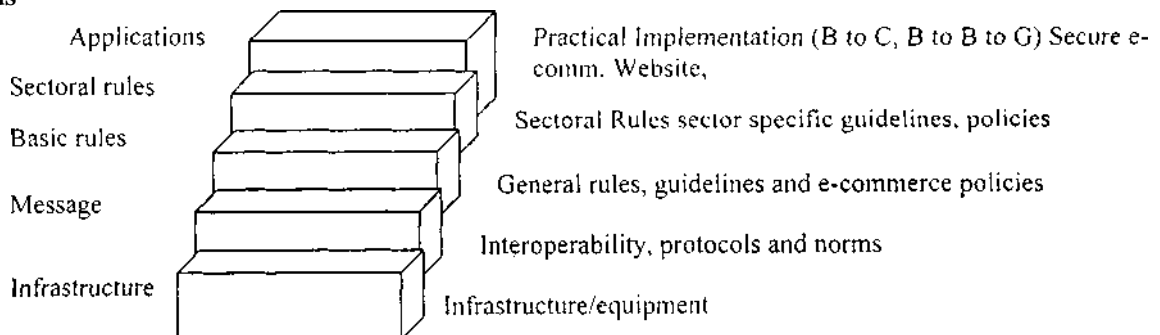 Applications
Practical Implementation (B to C, B to B to G) Secure e-
comm. Website,
Sectoral rules
Sectoral Rules sector specific guidelines, policies
Basic rules
General rules, guidelines and e-commerce policies
Message
Interoperability, protocols and norms
Infrastructure
Infrastructure/equipment